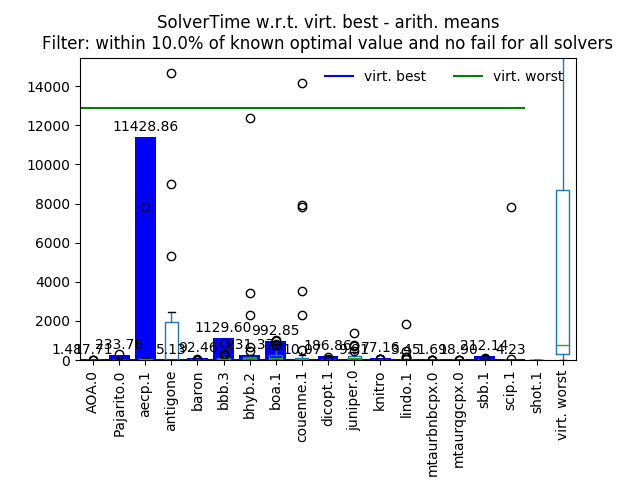 SolverTime w.r.t. virt. best - arith. means
Filter: within 10.0% of known optimal value and no fail for all solvers
virt. best
virt. worst
14000
12000
10000
8000
6000
4000
2000
0
11428.86
1129.60
992.85
233.76
92.46
186.86
77.16
1.69
18.90
212.14
4.23
AOA.0
Pajarito.0
aecp.1
antigone
baron
bbb.3
bhyb.2
boa.1
couenne.1
dicopt.1
juniper.0
knitro
lindo.1
mtaurbnbcpx.0
mtaurqgcpx.0
sbb.1
scip.1
shot.1
virt. worst